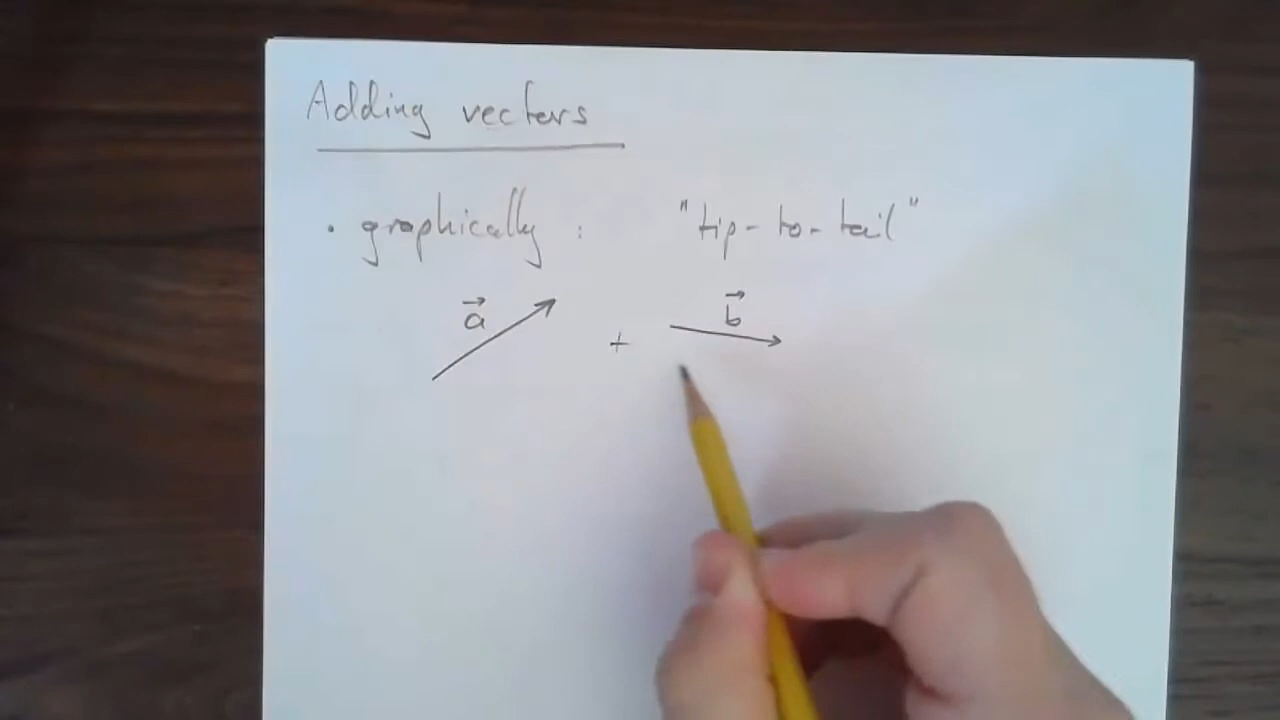 Adding vectors
• graphically : "tip-to-tail"
a⃗ + b⃗